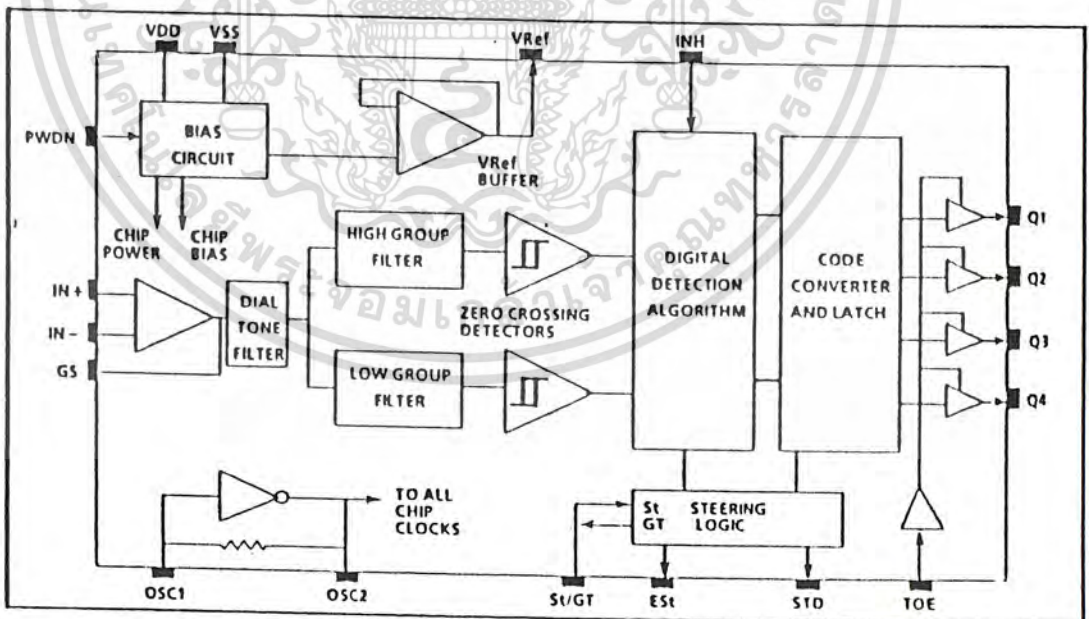 VDD VSS VRef INH
PWDN
BIAS
CIRCUIT
VRef
BUFFER
CHIP
POWER
CHIP
BIAS
HIGH GROUP
FILTER
DIGITAL
DETECTION
ALGORITHM
CODE
CONVERTER
AND LATCH
Q1
Q2
Q3
Q4
IN +
IN -
GS
DIAL
TONE
FILTER
ZERO CROSSING
DETECTORS
LOW GROUP
FILTER
TO ALL
CHIP
CLOCKS
St
GT
STEERING
LOGIC
OSC1 OSC2 St/GT ESt STD TOE